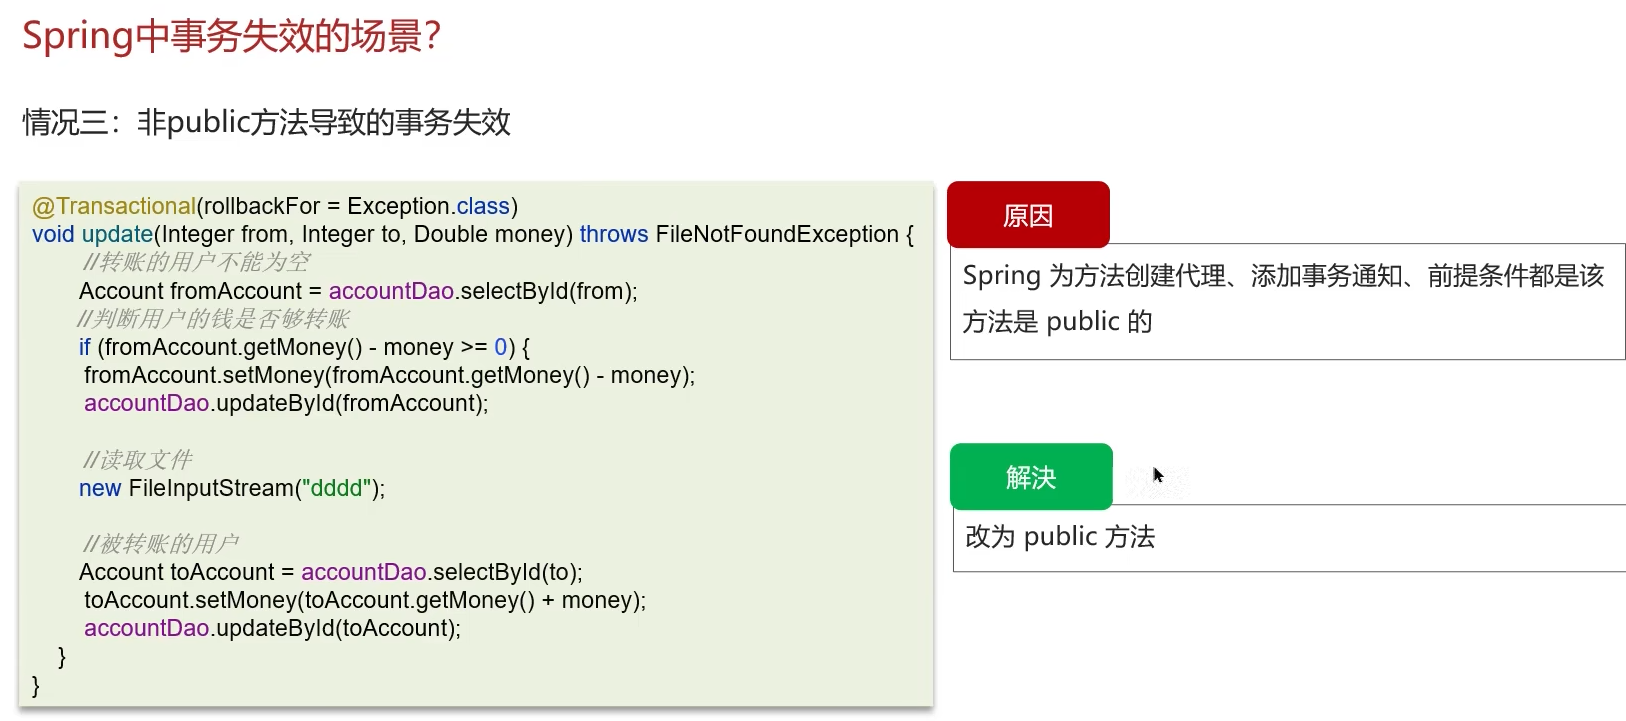 Spring中事务失效的场景？
情况三：非public方法导致的事务失效
@Transactional(rollbackFor = Exception.class)
void update(Integer from, Integer to, Double money) throws FileNotFoundException {
//转账的用户不能为空
Account fromAccount = accountDao.selectById(from);
//判断用户的钱是否够转账
if (fromAccount.getMoney() - money >= 0) {
fromAccount.setMoney(fromAccount.getMoney() - money);
accountDao.updateById(fromAccount);
//读取文件
new FileInputStream("dddd");
//被转账的用户
Account toAccount = accountDao.selectById(to);
toAccount.setMoney(toAccount.getMoney() + money);
accountDao.updateById(toAccount);
}
}
原因
Spring 为方法创建代理、添加事务通知、前提条件都是该
方法是 public 的
解決
改为 public 方法